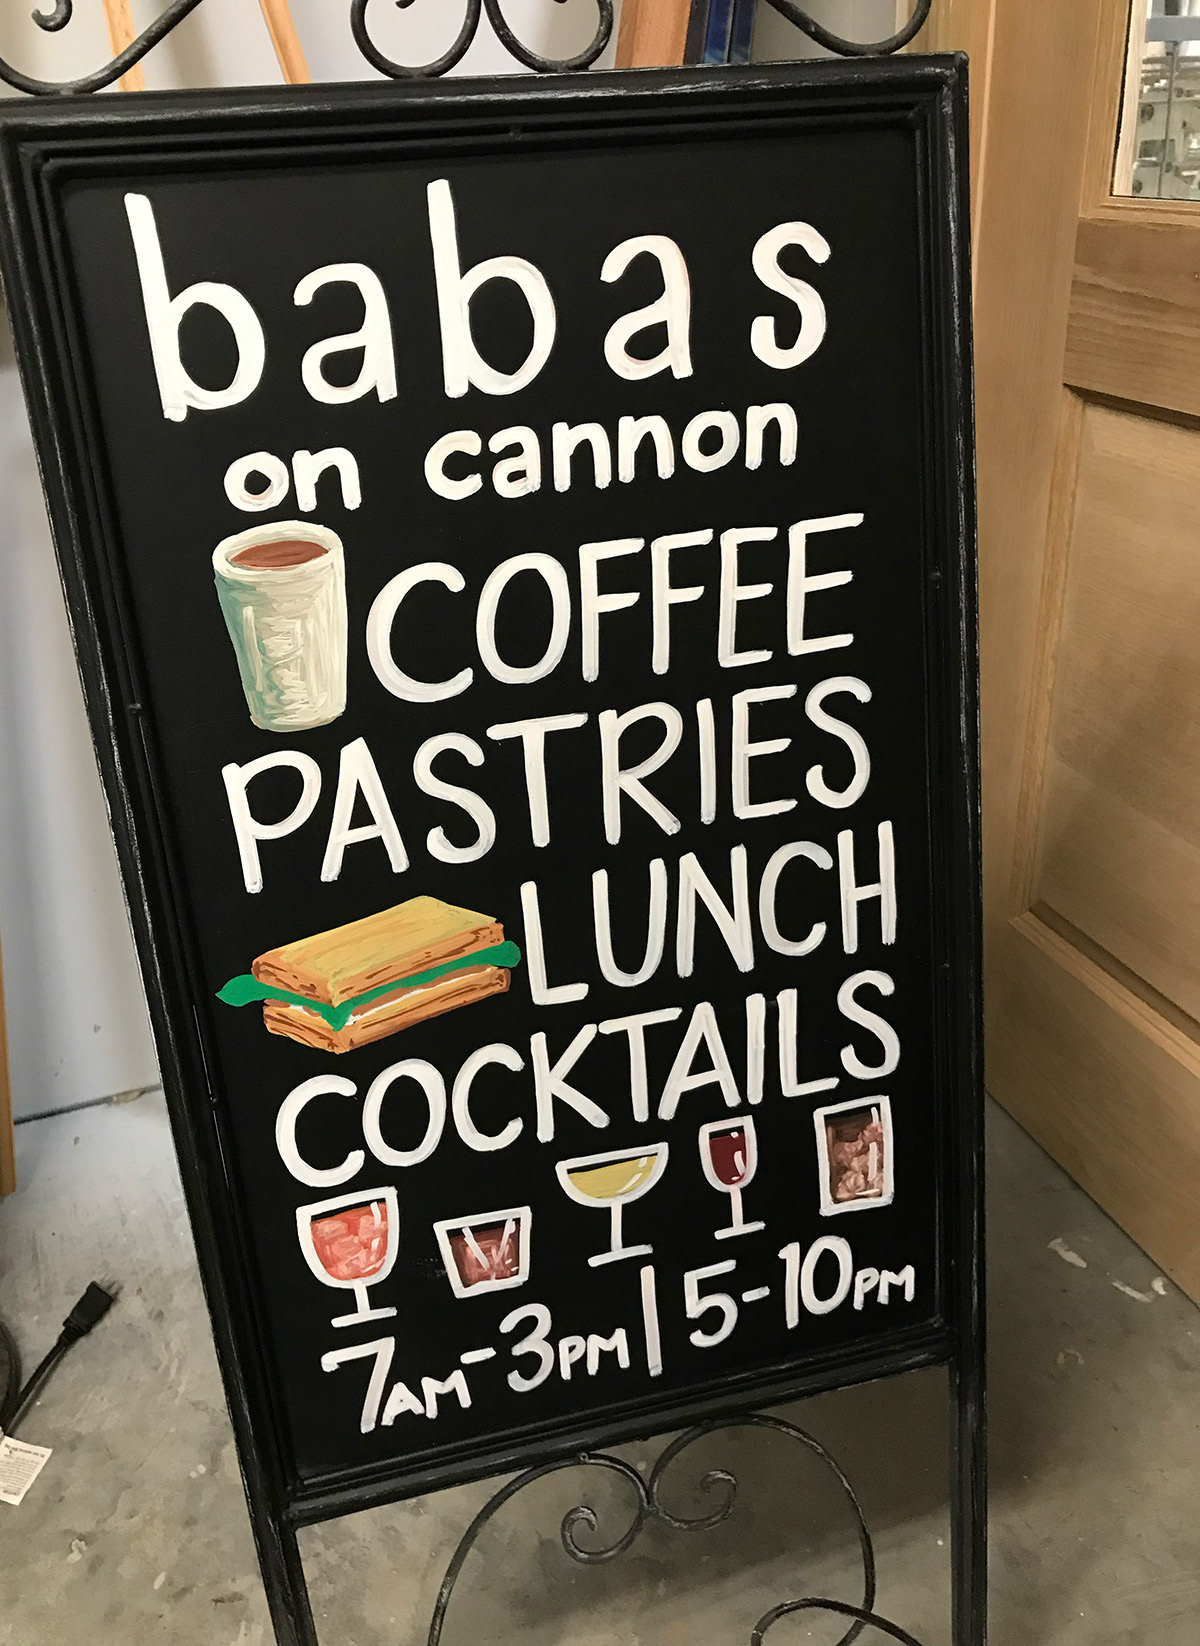 babas
on cannon
COFFEE
PASTRIES
LUNCH
COCKTAILS
7AM-3PM | 5-10PM